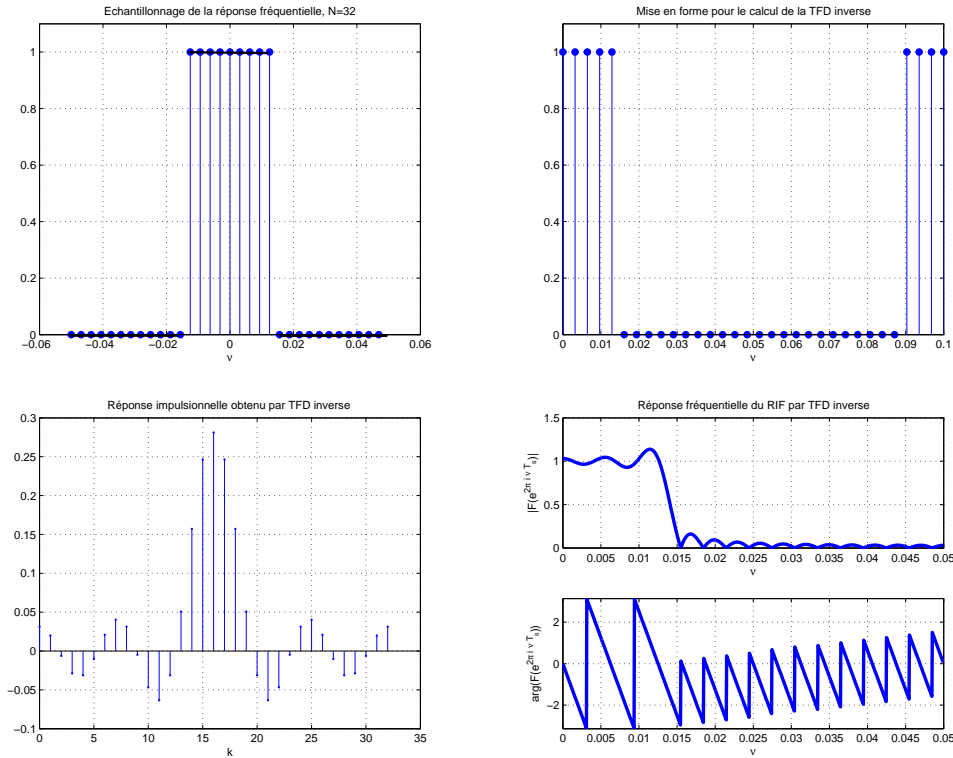 Echantillonnage de la réponse fréquentielle, N=32
1
0.8
0.6
0.4
0.2
0
−0.06 −0.04 −0.02 0 0.02 0.04 0.06
ν
Mise en forme pour le calcul de la TFD inverse
1
0.8
0.6
0.4
0.2
0
0 0.01 0.02 0.03 0.04 0.05 0.06 0.07 0.08 0.09 0.1
ν
Réponse impulsionnelle obtenu par TFD inverse
0.3
0.25
0.2
0.15
0.1
0.05
0
−0.05
−0.1
0 5 10 15 20 25 30 35
k
Réponse fréquentielle du RIF par TFD inverse
|F(e^{2π i ν T_s})|
1.5
1
0.5
0
0 0.005 0.01 0.015 0.02 0.025 0.03 0.035 0.04 0.045 0.05
ν
arg(F(e^{2π i ν T_s}))
2
0
−2
0 0.005 0.01 0.015 0.02 0.025 0.03 0.035 0.04 0.045 0.05
ν